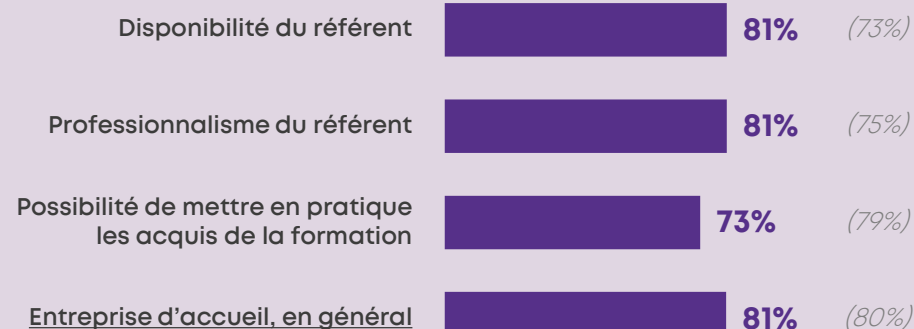 Disponibilité du référent 81% (73%)
Professionnalisme du référent 81% (75%)
Possibilité de mettre en pratique
les acquis de la formation 73% (79%)
Entreprise d'accueil, en général 81% (80%)